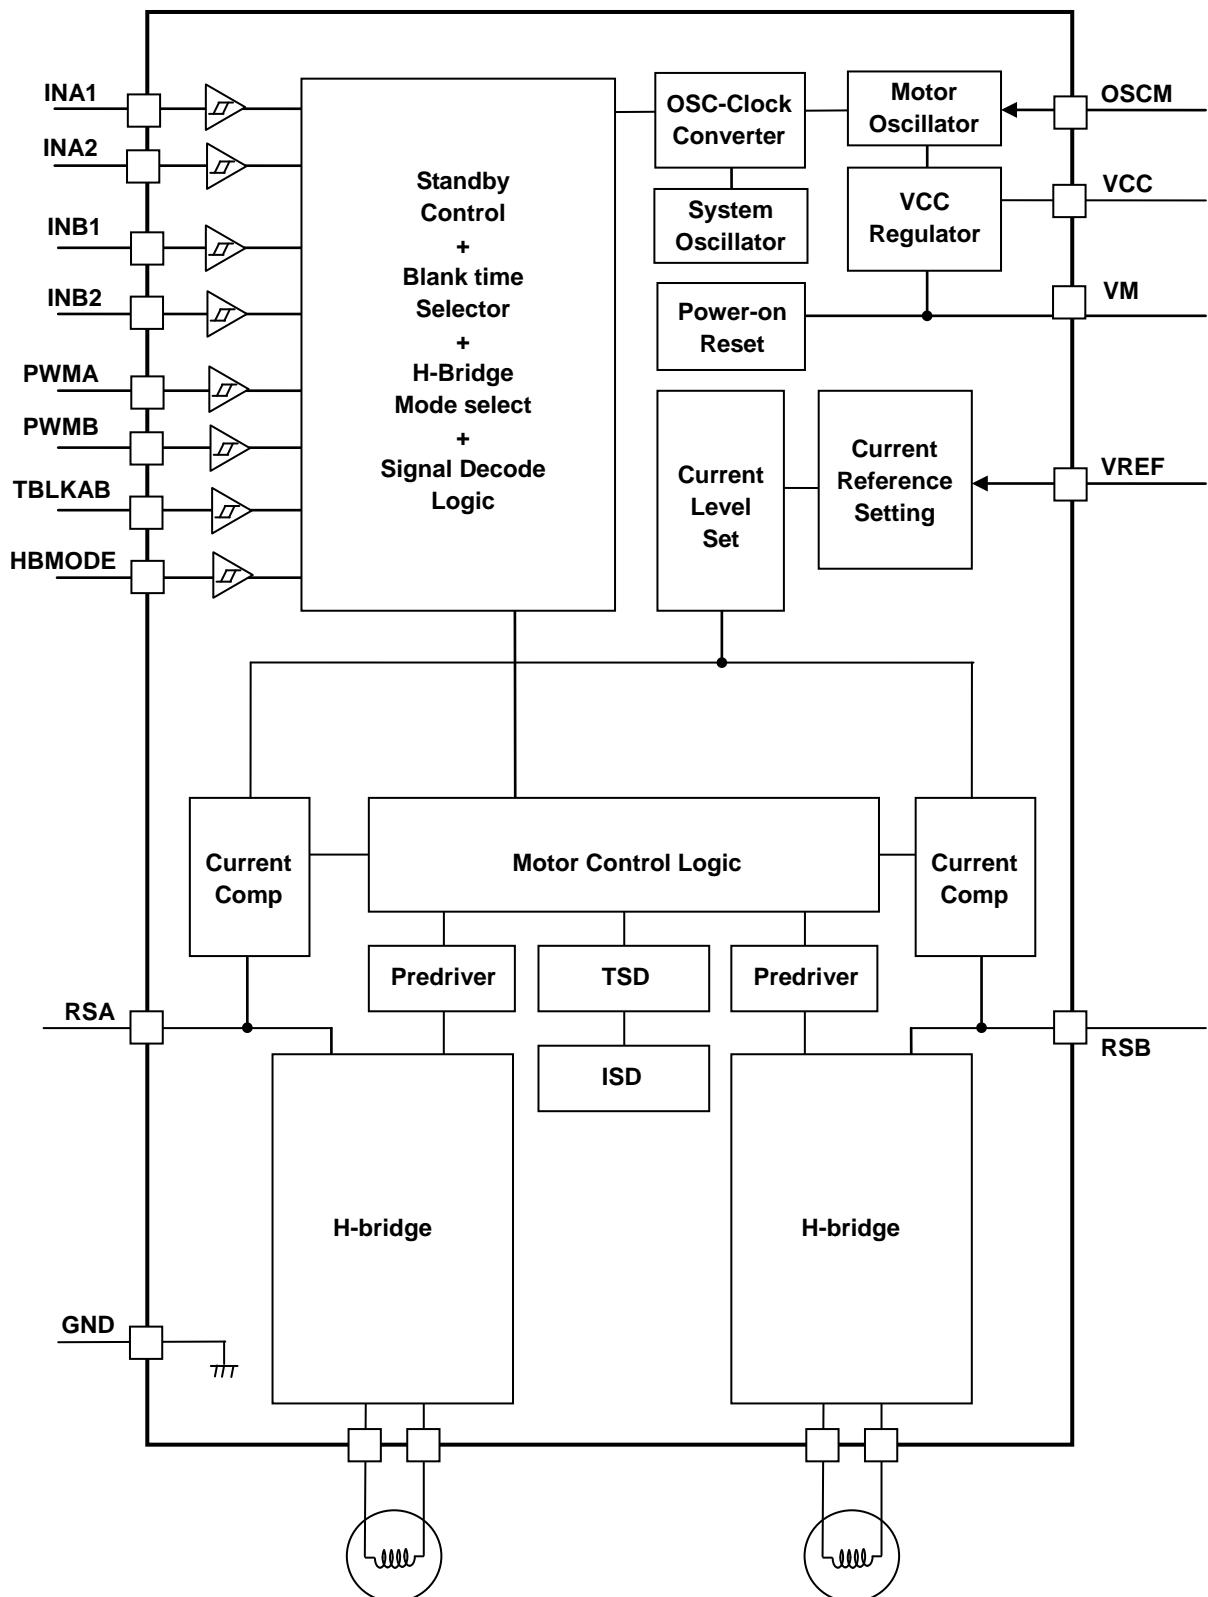 INA1
INA2
INB1
INB2
PWMA
PWMB
TBLKAB
HBMODE
Standby
Control
+
Blank time
Selector
+
H-Bridge
Mode select
+
Signal Decode
Logic
OSC-Clock
Converter
Motor
Oscillator
OSCM
System
Oscillator
VCC
Regulator
VCC
Power-on
Reset
VM
Current
Level
Set
Current
Reference
Setting
VREF
Current
Comp
Motor Control Logic
Current
Comp
Predriver
TSD
Predriver
RSA
ISD
RSB
H-bridge
H-bridge
GND